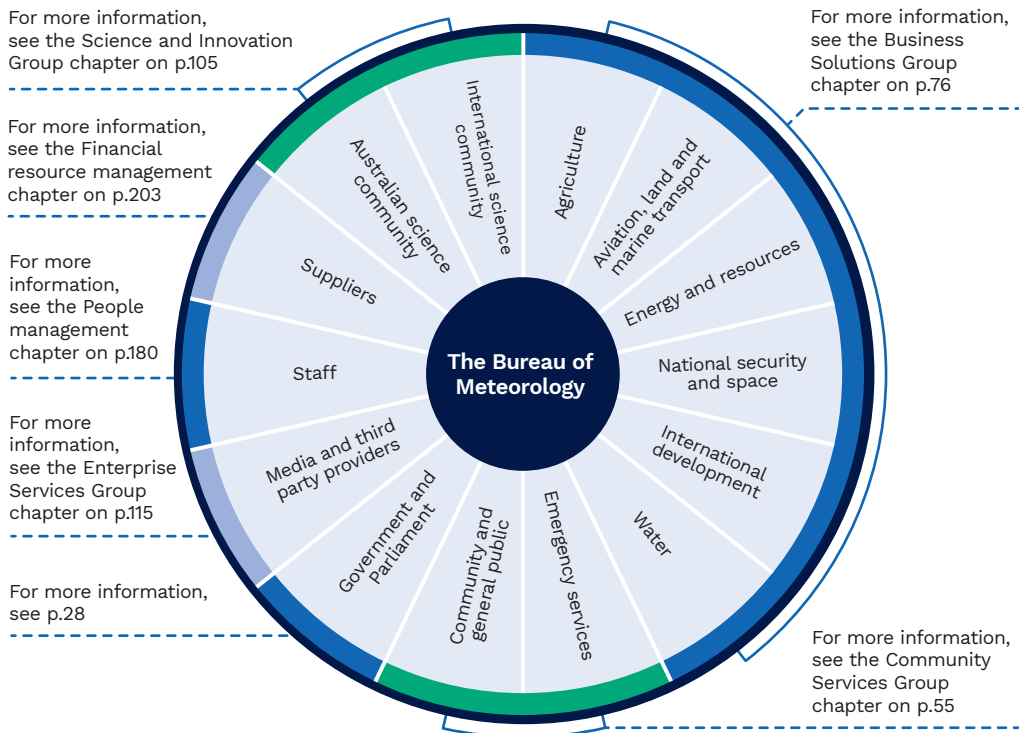 For more information,
see the Science and Innovation
Group chapter on p.105
For more information,
see the Financial
resource management
chapter on p.203
For more
information,
see the People
management
chapter on p.180
For more
information,
see the Enterprise
Services Group
chapter on p.115
For more information,
see p.28
For more information,
see the Business
Solutions Group
chapter on p.76
For more information,
see the Community
Services Group
chapter on p.55
The Bureau of
Meteorology
Agriculture
Aviation, land and
marine transport
Energy and resources
National security
and space
International
development
Water
Emergency services
Community and
general public
Government and
Parliament
Media and third
party providers
Staff
Suppliers
Australian science
community
International science
community